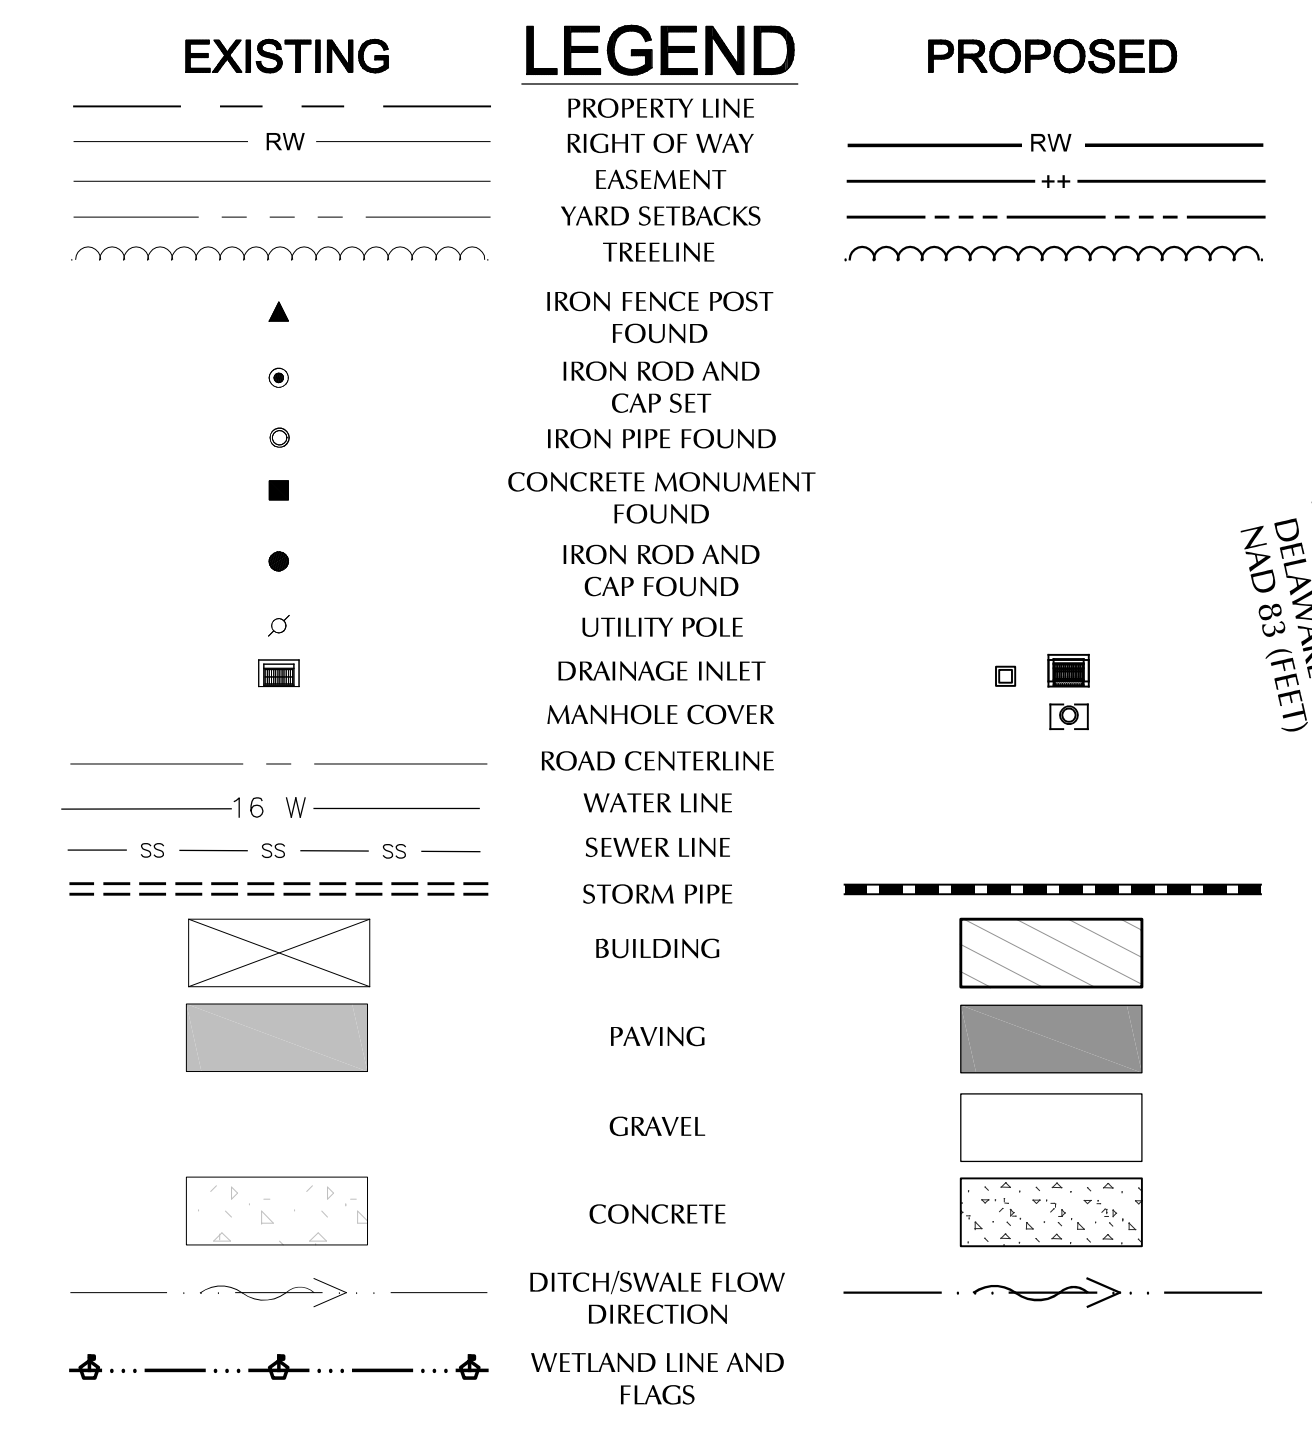 EXISTING LEGEND PROPOSED
PROPERTY LINE
RW RIGHT OF WAY RW
EASEMENT ++
YARD SETBACKS
TREELINE
IRON FENCE POST
FOUND
IRON ROD AND
CAP SET
IRON PIPE FOUND
CONCRETE MONUMENT
FOUND
IRON ROD AND
CAP FOUND
UTILITY POLE
DRAINAGE INLET
MANHOLE COVER
ROAD CENTERLINE
16 W WATER LINE
SS SS SS SEWER LINE
STORM PIPE
BUILDING
PAVING
GRAVEL
CONCRETE
DITCH/SWALE FLOW
DIRECTION
WETLAND LINE AND
FLAGS
NAD 83 (FEET)